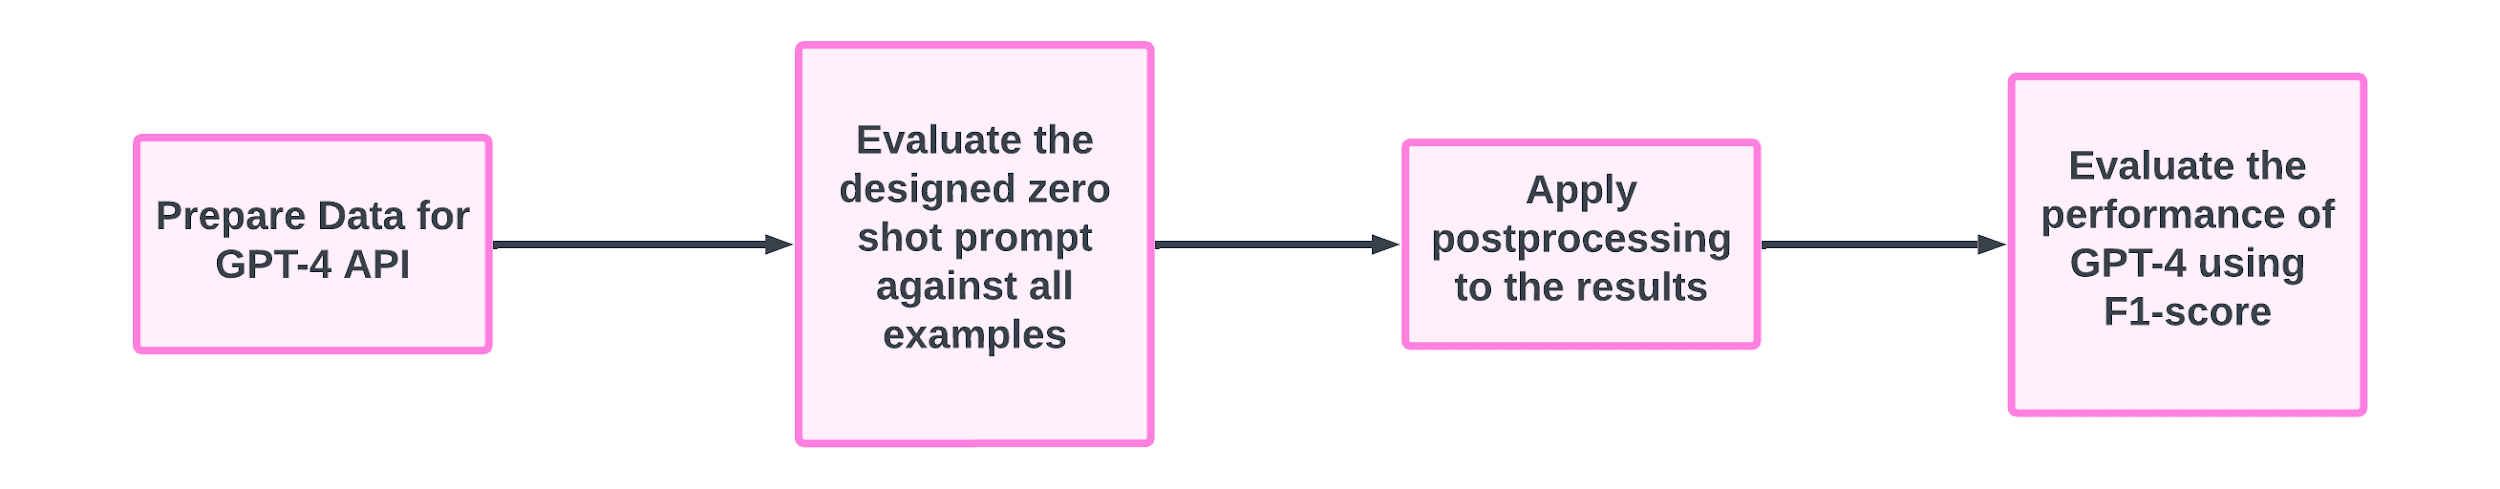 Prepare Data for
GPT-4 API
Evaluate the
designed zero
shot prompt
against all
examples
Apply
postprocessing
to the results
Evaluate the
performance of
GPT-4 using
F1-score